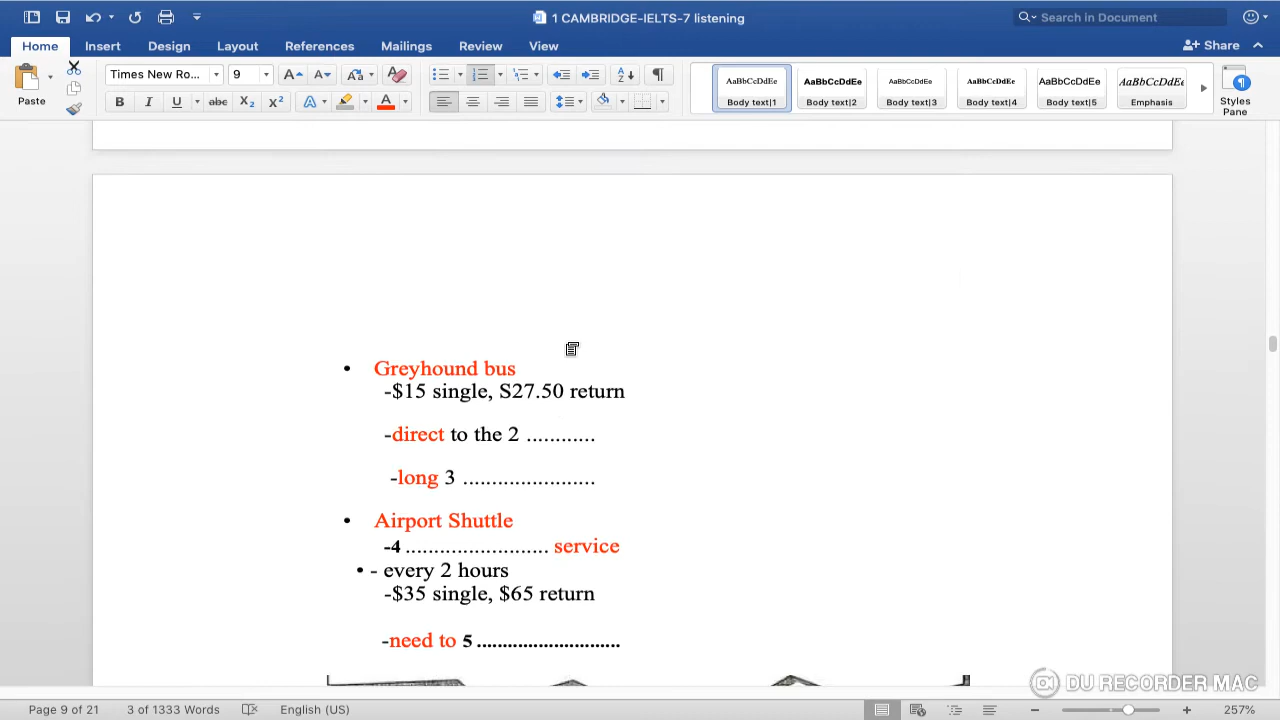 1 CAMBRIDGE-IELTS-7 listening
Search in Document
Home Insert Design Layout References Mailings Review View
Share
Paste
Times New Ro... 9
AaBbCcDdEe AaBbCcDdEe AaBbCcDdEe AaBbCcDdEe AaBbCcDdEe AaBbCcDdEe
Body text|1 Body text|2 Body text|3 Body text|4 Body text|5 Emphasis
Styles
Pane
• Greyhound bus
-$15 single, S27.50 return
-direct to the 2 ............
-long 3 .......................
• Airport Shuttle
-4 ......................... service
• - every 2 hours
-$35 single, $65 return
-need to 5 ...........................
DU RECORDER MAC
Page 9 of 21 3 of 1333 Words English (US) 257%